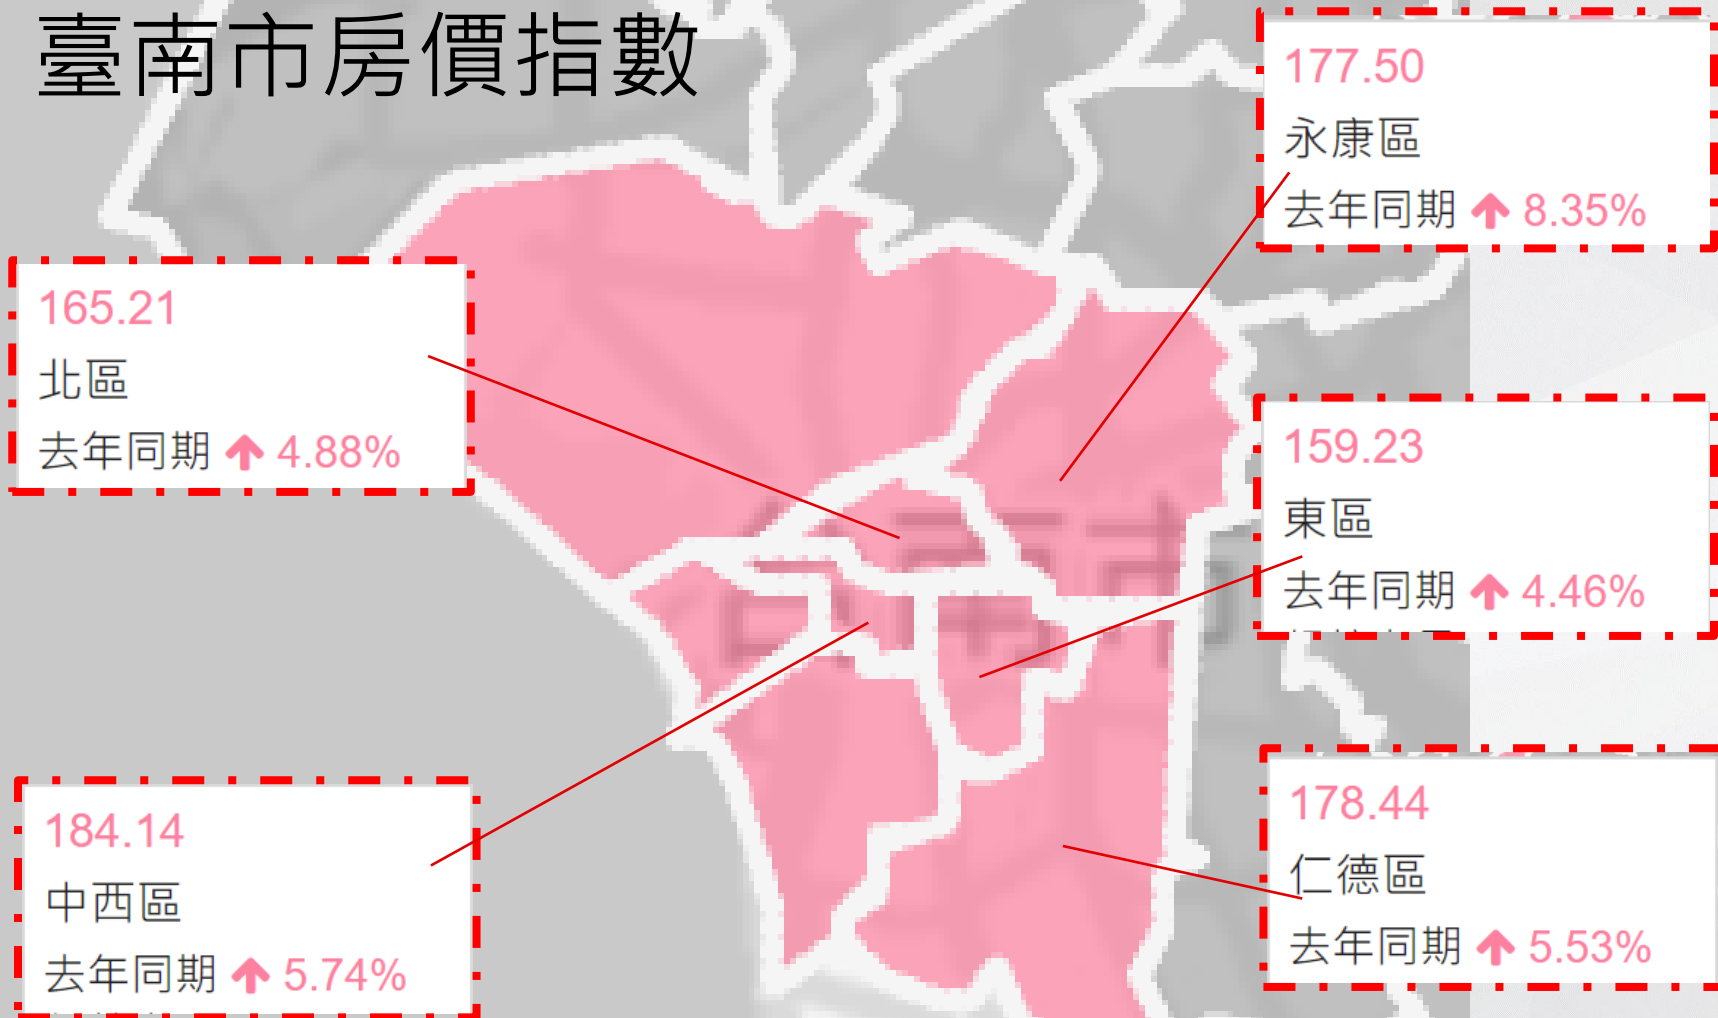 臺南市房價指數
177.50
永康區
去年同期 ↑ 8.35%
165.21
北區
去年同期 ↑ 4.88%
159.23
東區
去年同期 ↑ 4.46%
184.14
中西區
去年同期 ↑ 5.74%
178.44
仁德區
去年同期 ↑ 5.53%